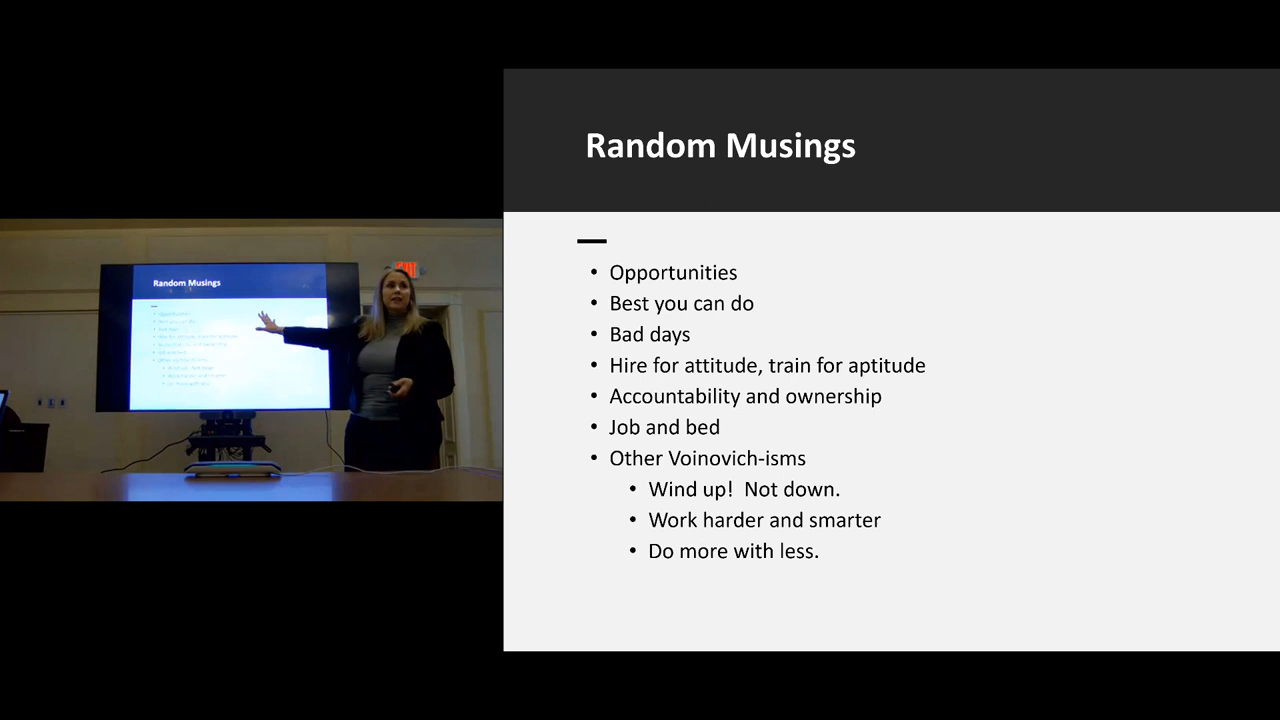 Random Musings
• Opportunities
• Best you can do
• Bad days
• Hire for attitude, train for aptitude
• Accountability and ownership
• Job and bed
• Other Voinovich-isms
• Wind up!  Not down.
• Work harder and smarter
• Do more with less.
Random Musings
EXIT